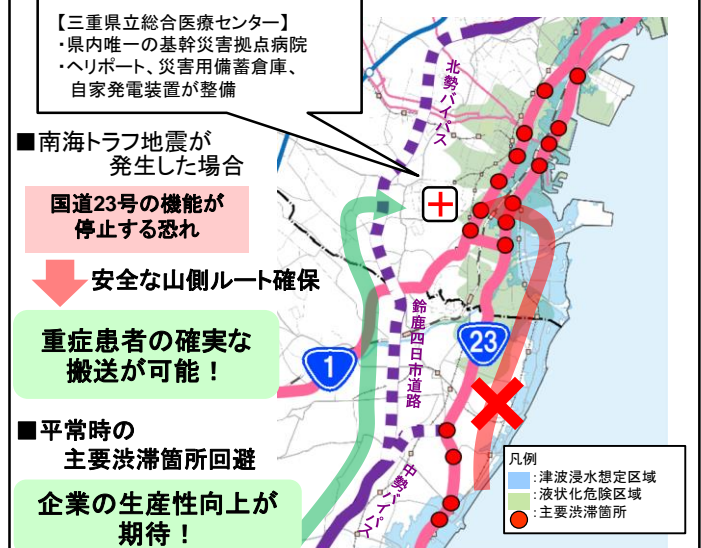 【三重県立総合医療センター】
・県内唯一の基幹災害拠点病院
・ヘリポート、災害用備蓄倉庫、
自家発電装置が整備
■南海トラフ地震が
発生した場合
国道23号の機能が
停止する恐れ
安全な山側ルート確保
重症患者の確実な
搬送が可能！
■平常時の
主要渋滞箇所回避
企業の生産性向上が
期待！
北勢バイパス
鈴鹿四日市道路
中勢バイパス
1
23
凡例
：津波浸水想定区域
：液状化危険区域
：主要渋滞箇所